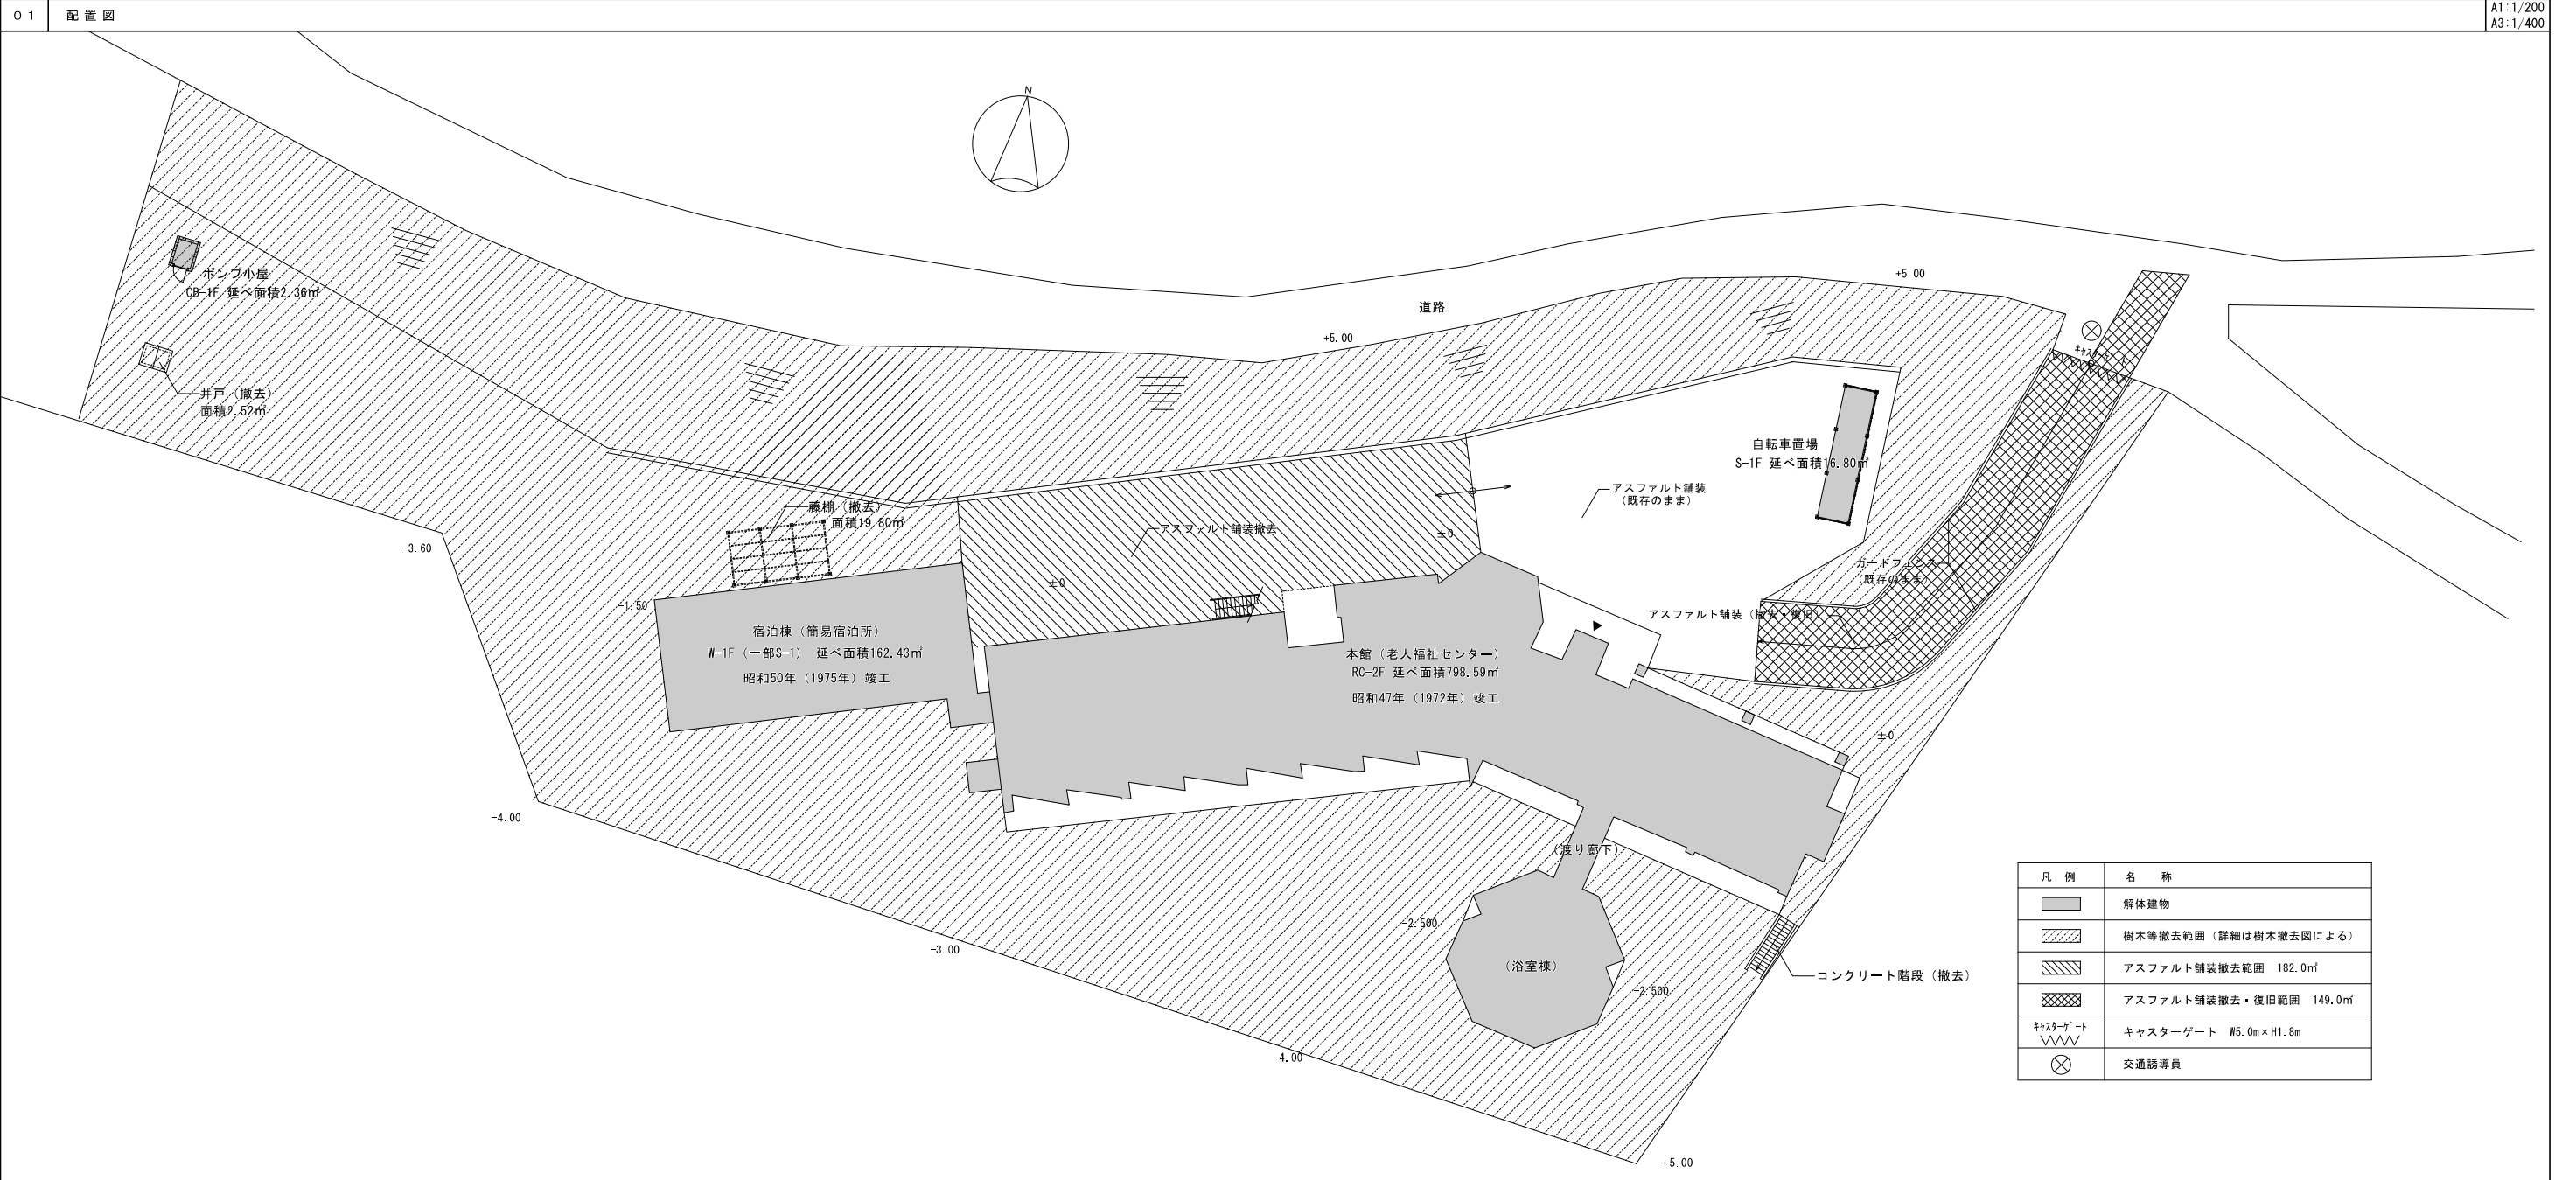 01 配置図
A1:1/200
A3:1/400
N
ポンプ小屋
CB-1F 延べ面積2.36㎡
井戸（撤去）
面積2.52㎡
道路
+5.00
+5.00
キャスターゲート
自転車置場
S-1F 延べ面積16.80㎡
アスファルト舗装
（既存のまま）
藤棚（撤去）
面積19.80㎡
アスファルト舗装撤去
±0
±0
-3.60
-1.50
ガードフェンス
（既存のまま）
アスファルト舗装（撤去・復旧）
宿泊棟（簡易宿泊所）
W-1F（一部S-1） 延べ面積162.43㎡
昭和50年（1975年）竣工
本館（老人福祉センター）
RC-2F 延べ面積798.59㎡
昭和47年（1972年）竣工
±0
-4.00
（渡り廊下）
-2.500
-3.00
（浴室棟）
-2.500
コンクリート階段（撤去）
-4.00
-5.00
凡 例 名 称
解体建物
樹木等撤去範囲（詳細は樹木撤去図による）
アスファルト舗装撤去範囲 182.0㎡
アスファルト舗装撤去・復旧範囲 149.0㎡
キャスターゲート キャスターゲート W5.0m×H1.8m
交通誘導員